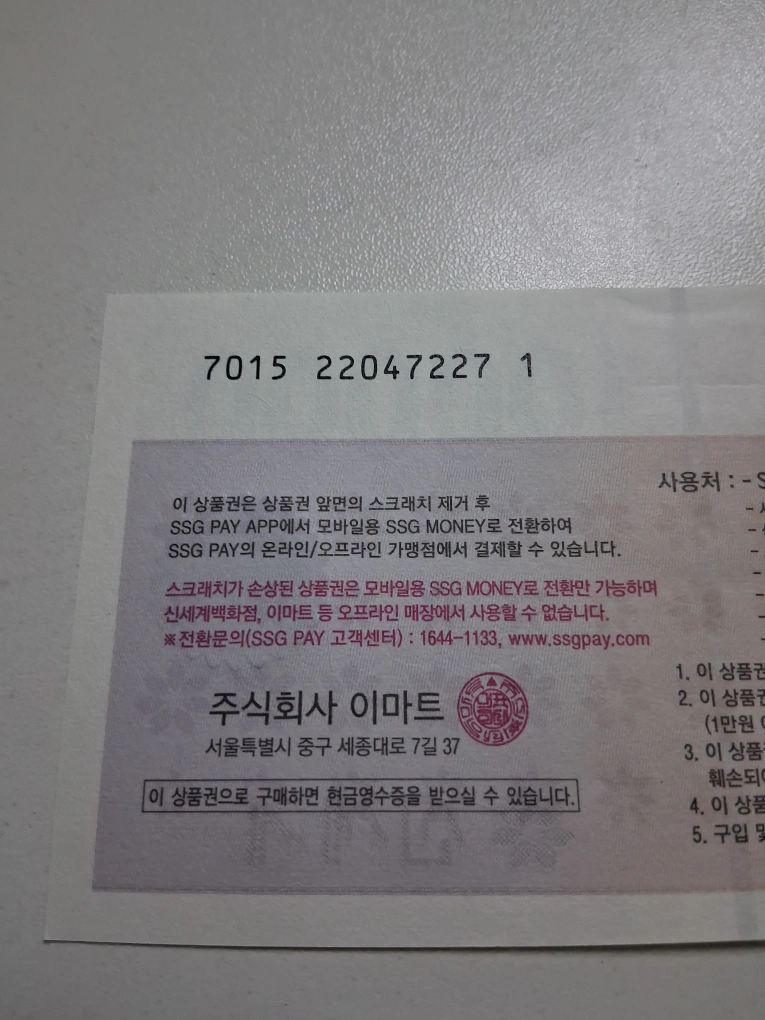 7015 22047227 1
이 상품권은 상품권 앞면의 스크래치 제거 후
SSG PAY APP에서 모바일용 SSG MONEY로 전환하여
SSG PAY의 온라인/오프라인 가맹점에서 결제할 수 있습니다.
스크래치가 손상된 상품권은 모바일용 SSG MONEY로 전환만 가능하며
신세계백화점, 이마트 등 오프라인 매장에서 사용할 수 없습니다.
※전환문의(SSG PAY 고객센터) : 1644-1133, www.ssgpay.com
주식회사 이마트
서울특별시 중구 세종대로 7길 37
이 상품권으로 구매하면 현금영수증을 받으실 수 있습니다.
사용처 : - S
1. 이 상품권
2. 이 상품권
(1만원
3. 이 상품
훼손되
4. 이 상품
5. 구입 및